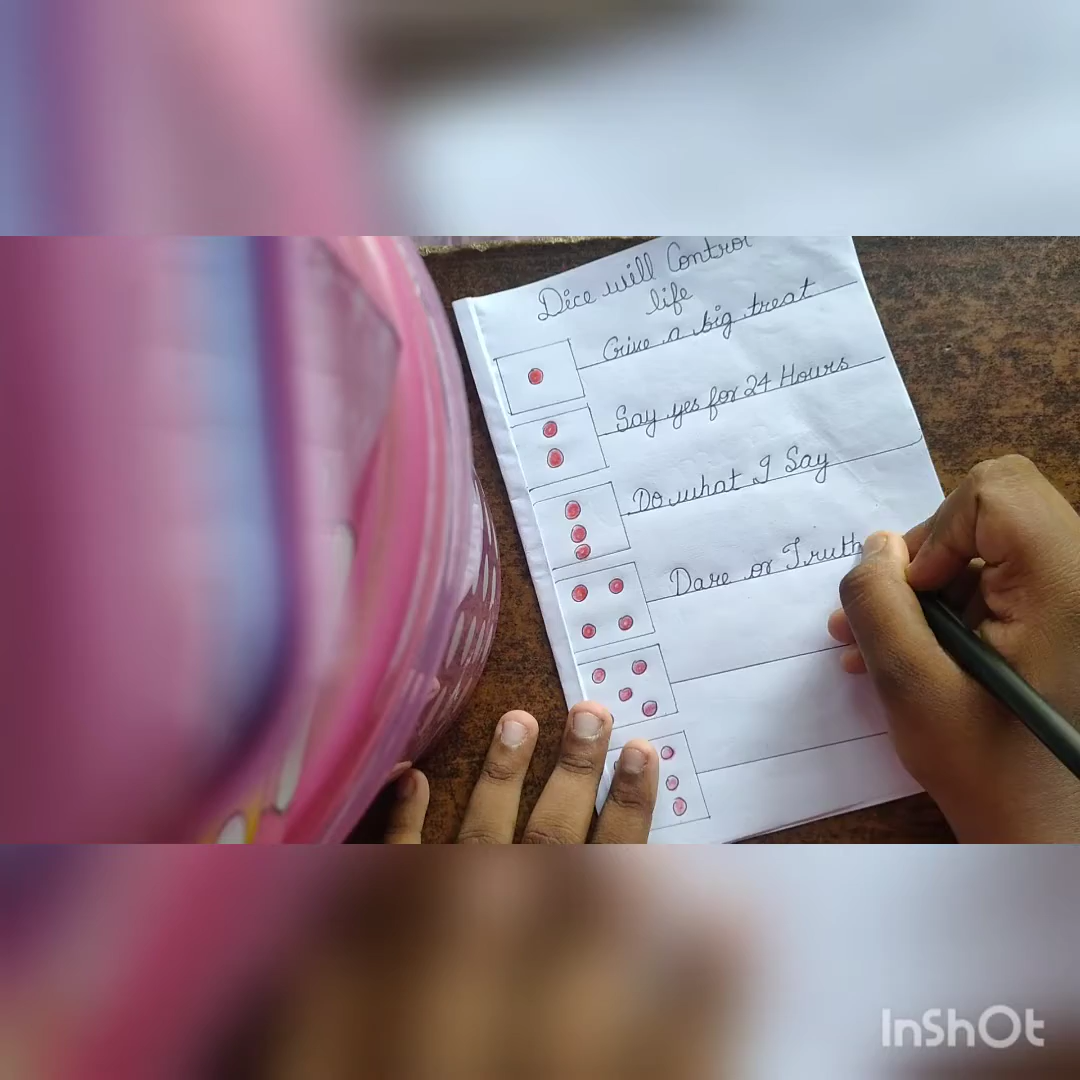 Dice will Control
life
Give a big treat
Say yes for 24 Hours
Do what I Say
Dare or Truth
InShOt